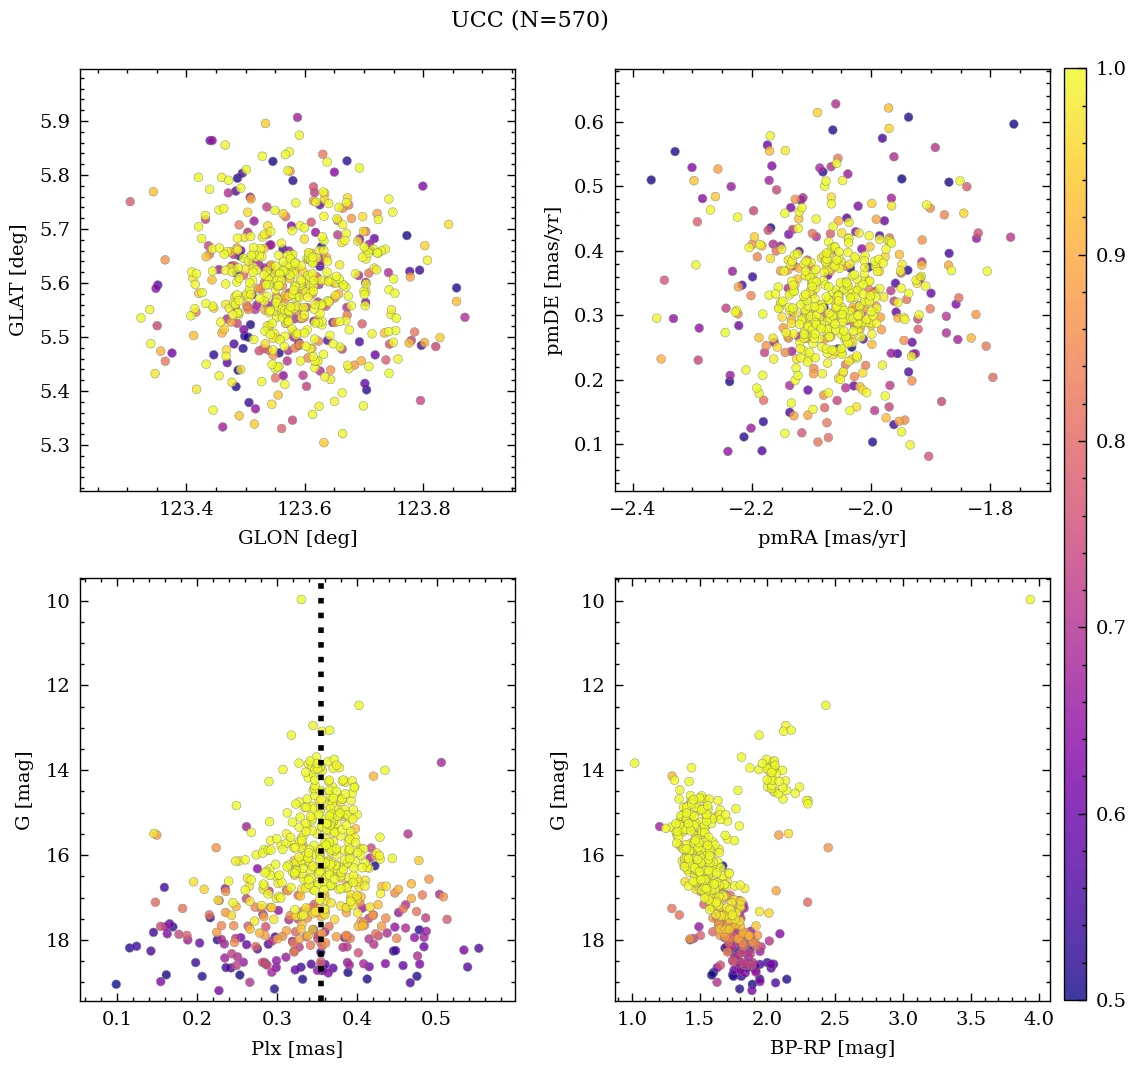 UCC (N=570)
5.9
5.8
5.7
5.6
5.5
5.4
5.3
GLAT [deg]
123.4 123.6 123.8
GLON [deg]
0.6
0.5
0.4
0.3
0.2
0.1
pmDE [mas/yr]
−2.4 −2.2 −2.0 −1.8
pmRA [mas/yr]
10
12
14
16
18
G [mag]
0.1 0.2 0.3 0.4 0.5
Plx [mas]
10
12
14
16
18
G [mag]
1.0 1.5 2.0 2.5 3.0 3.5 4.0
BP-RP [mag]
1.0
0.9
0.8
0.7
0.6
0.5